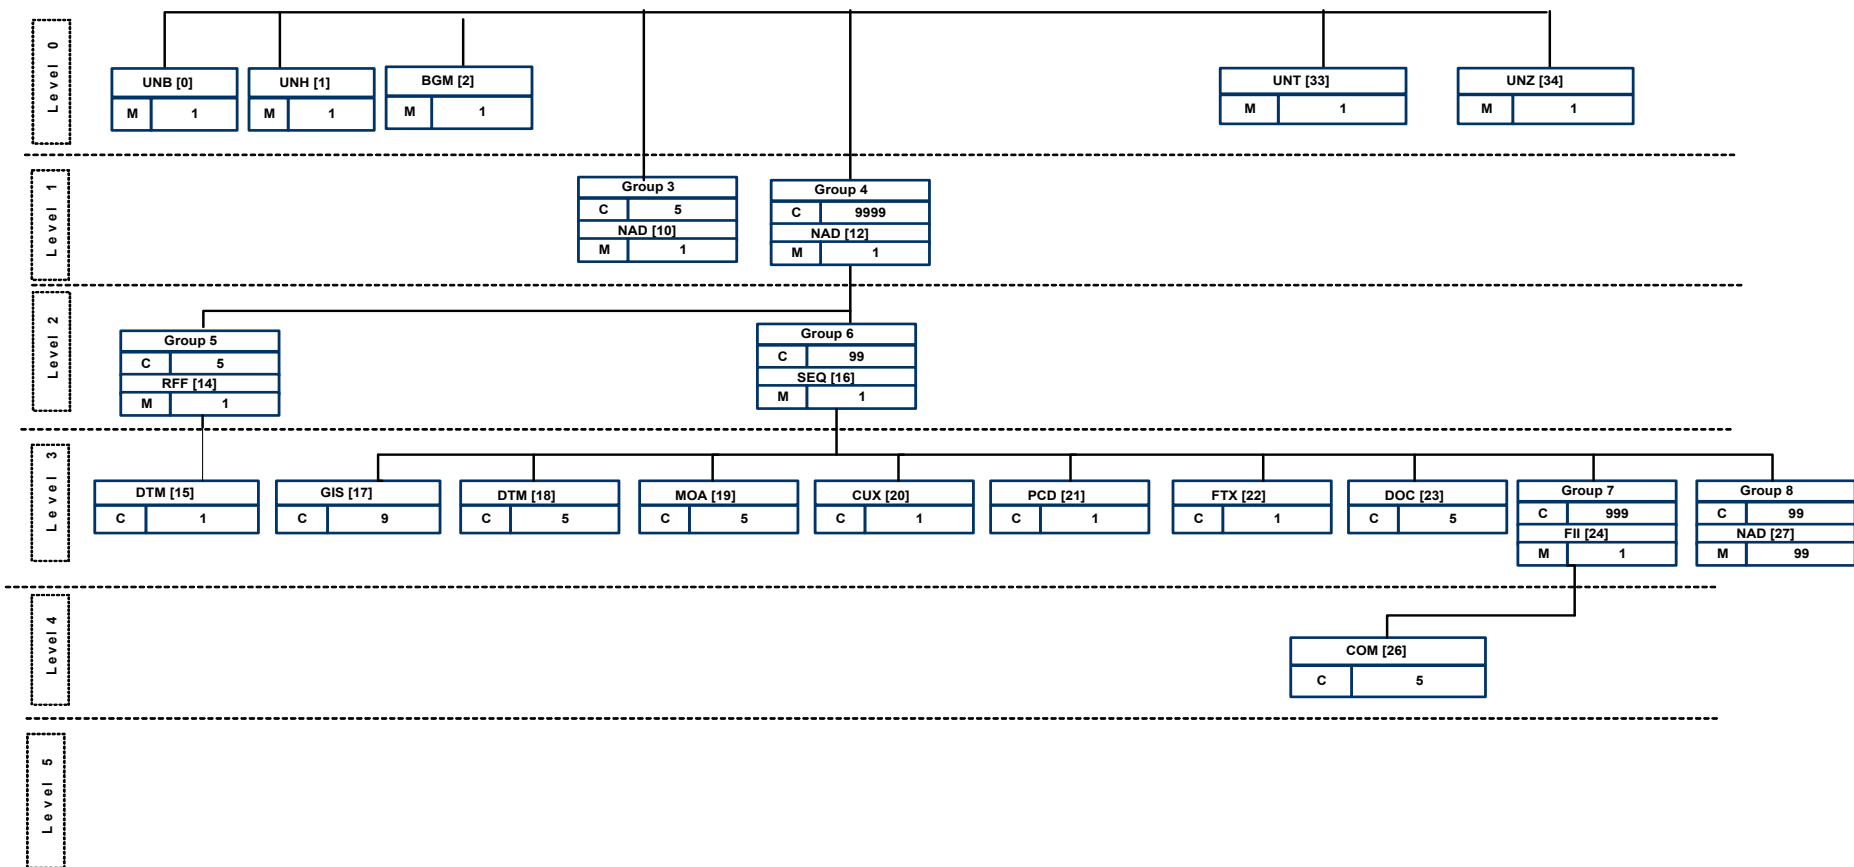 Level 0
UNB [0]
M 1
UNH [1]
M 1
BGM [2]
M 1
UNT [33]
M 1
UNZ [34]
M 1
Level 1
Group 3
C 5
NAD [10]
M 1
Group 4
C 9999
NAD [12]
M 1
Level 2
Group 5
C 5
RFF [14]
M 1
Group 6
C 99
SEQ [16]
M 1
Level 3
DTM [15]
C 1
GIS [17]
C 9
DTM [18]
C 5
MOA [19]
C 5
CUX [20]
C 1
PCD [21]
C 1
FTX [22]
C 1
DOC [23]
C 5
Group 7
C 999
FII [24]
M 1
Group 8
C 99
NAD [27]
M 99
Level 4
COM [26]
C 5
Level 5